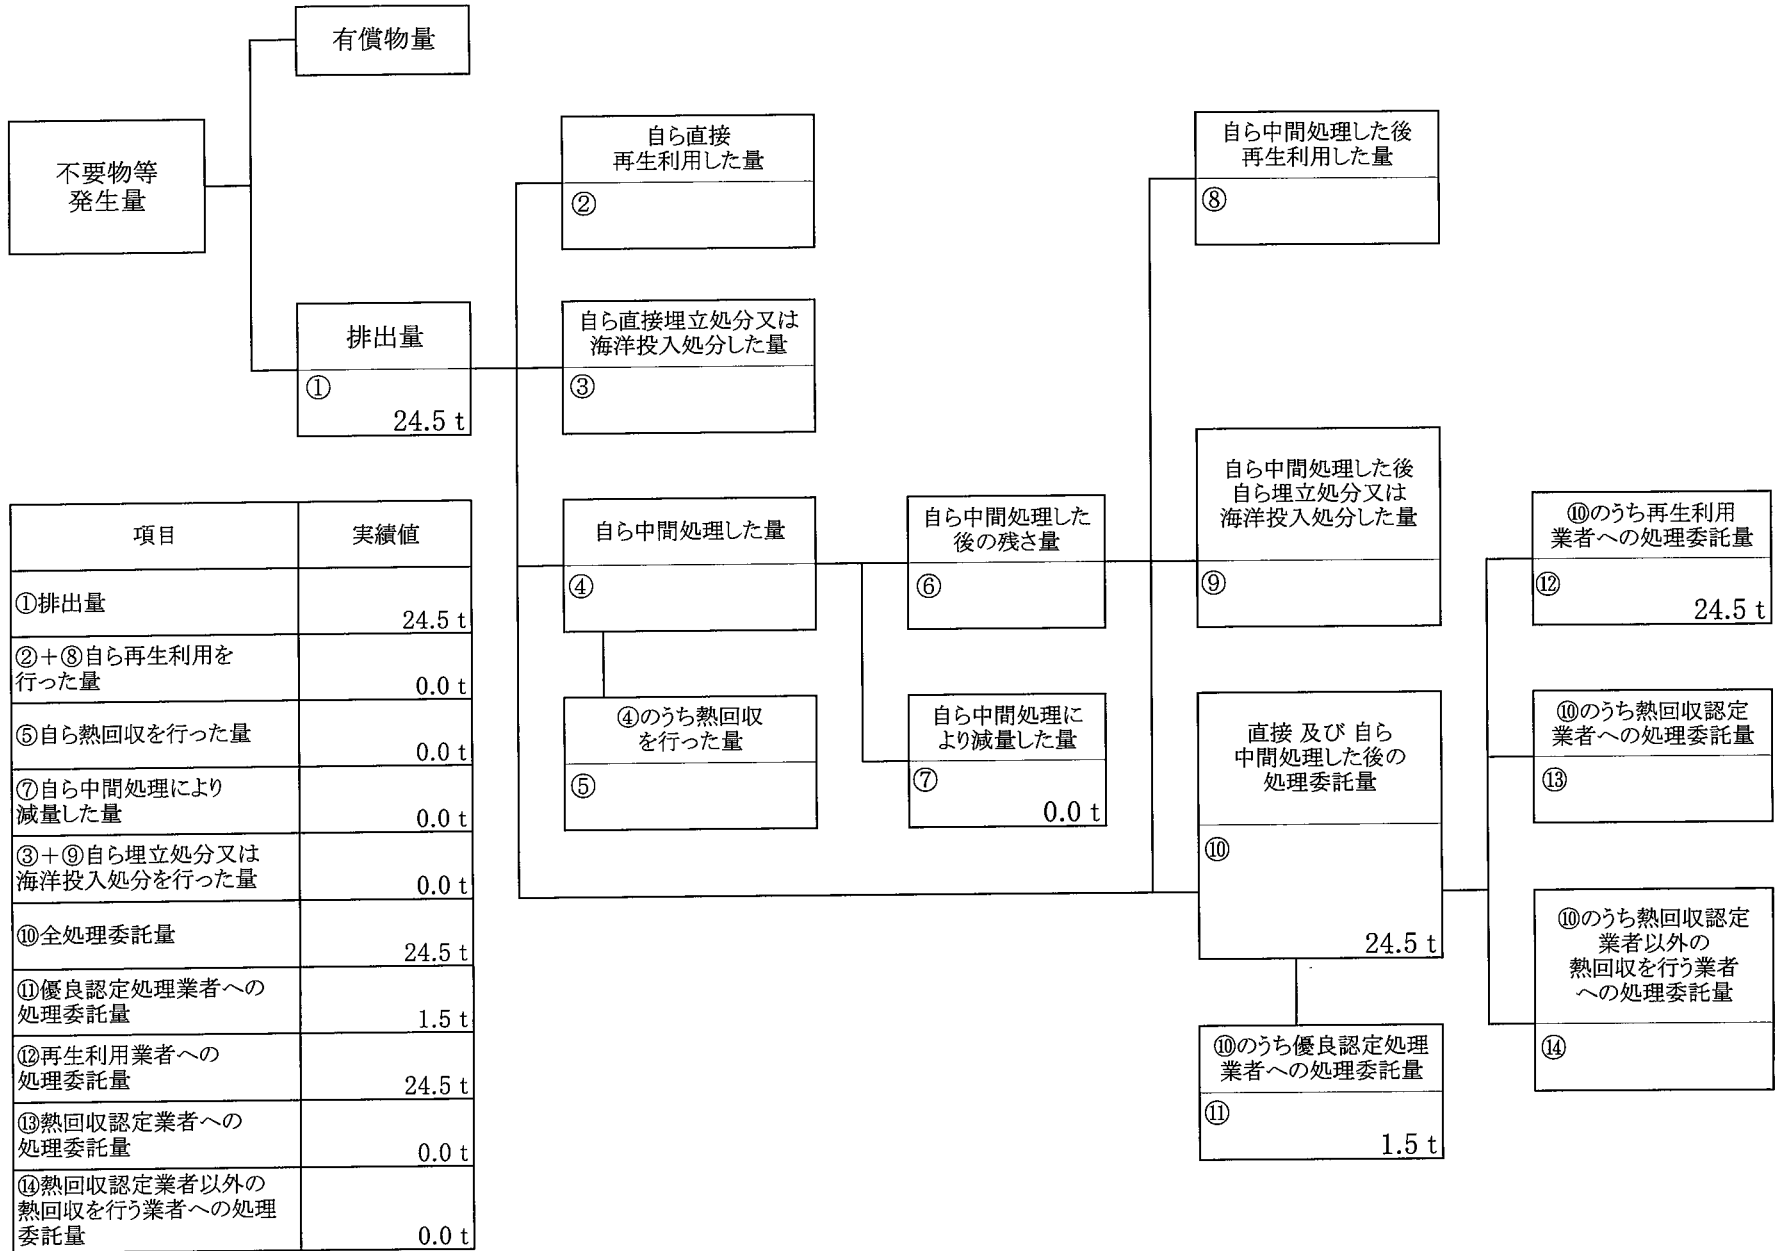 有償物量
不要物等
発生量
排出量
①
24.5 t
自ら直接
再生利用した量
②
自ら直接埋立処分又は
海洋投入処分した量
③
自ら中間処理した量
④
④のうち熱回収
を行った量
⑤
自ら中間処理した
後の残さ量
⑥
自ら中間処理に
より減量した量
⑦
0.0 t
自ら中間処理した後
再生利用した量
⑧
自ら中間処理した後
自ら埋立処分又は
海洋投入処分した量
⑨
直接 及び 自ら
中間処理した後の
処理委託量
⑩
24.5 t
⑩のうち優良認定処理
業者への処理委託量
⑪
1.5 t
⑩のうち再生利用
業者への処理委託量
⑫
24.5 t
⑩のうち熱回収認定
業者への処理委託量
⑬
⑩のうち熱回収認定
業者以外の
熱回収を行う業者
への処理委託量
⑭
項目 実績値
①排出量
24.5 t
②+⑧自ら再生利用を
行った量
0.0 t
⑤自ら熱回収を行った量
0.0 t
⑦自ら中間処理により
減量した量
0.0 t
③+⑨自ら埋立処分又は
海洋投入処分を行った量
0.0 t
⑩全処理委託量
24.5 t
⑪優良認定処理業者への
処理委託量
1.5 t
⑫再生利用業者への
処理委託量
24.5 t
⑬熱回収認定業者への
処理委託量
0.0 t
⑭熱回収認定業者以外の
熱回収を行う業者への処理
委託量
0.0 t